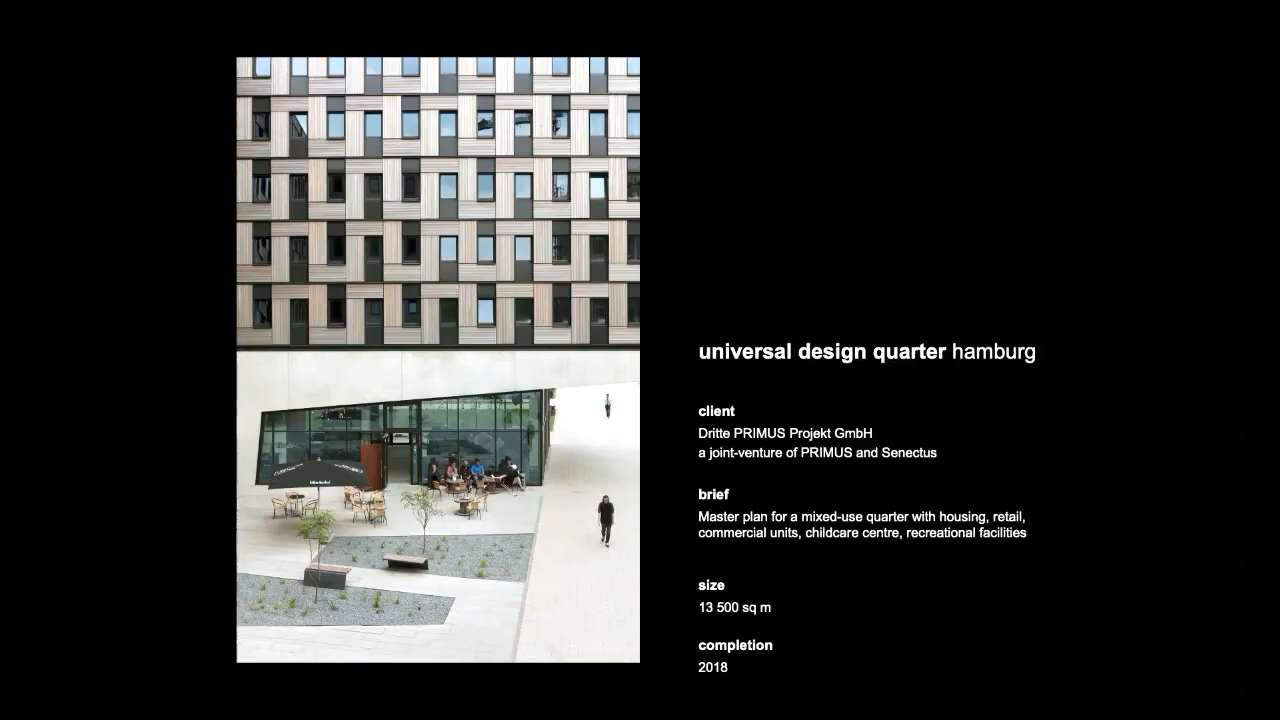 universal design quarter hamburg
client
Dritte PRIMUS Projekt GmbH
a joint-venture of PRIMUS and Senectus
brief
Master plan for a mixed-use quarter with housing, retail,
commercial units, childcare centre, recreational facilities
size
13 500 sq m
completion
2018